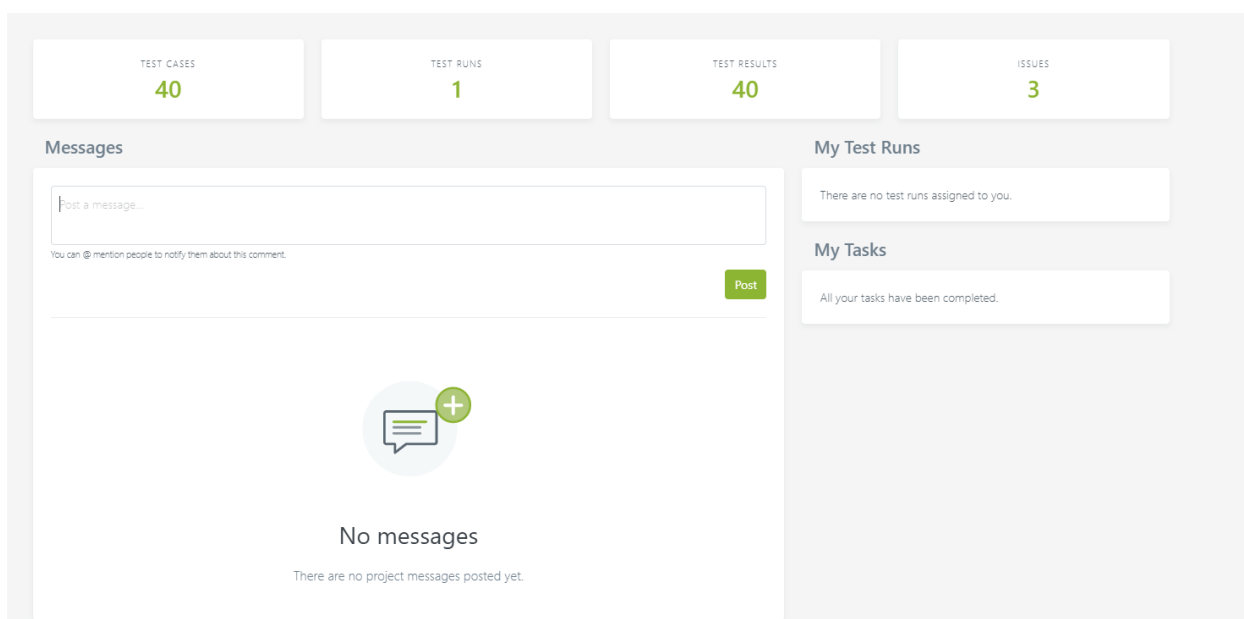 TEST CASES
40
TEST RUNS
1
TEST RESULTS
40
ISSUES
3
Messages
Post a message...
You can @ mention people to notify them about this comment.
Post
No messages
There are no project messages posted yet.
My Test Runs
There are no test runs assigned to you.
My Tasks
All your tasks have been completed.